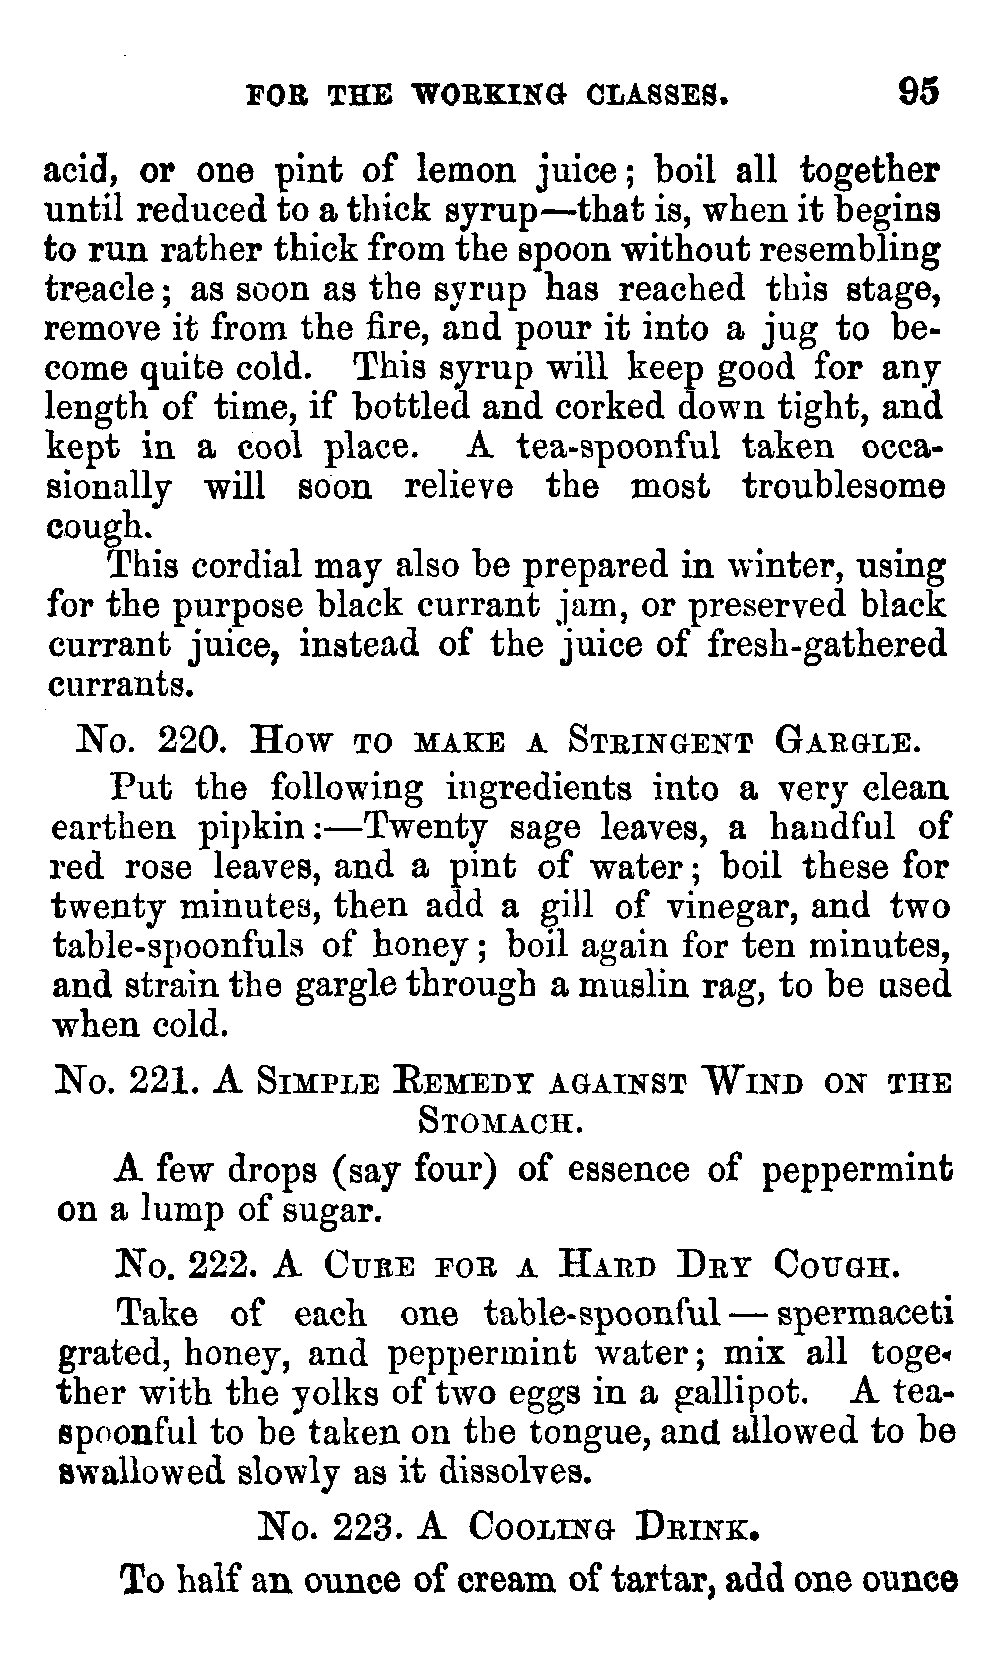 FOR THE WORKING CLASSES. 95
acid, or one pint of lemon juice; boil all together
until reduced to a thick syrup—that is, when it begins
to run rather thick from the spoon without resembling
treacle; as soon as the syrup has reached this stage,
remove it from the fire, and pour it into a jug to be-
come quite cold. This syrup will keep good for any
length of time, if bottled and corked down tight, and
kept in a cool place. A tea-spoonful taken occa-
sionally will soon relieve the most troublesome
cough.
This cordial may also be prepared in winter, using
for the purpose black currant jam, or preserved black
currant juice, instead of the juice of fresh-gathered
currants.
No. 220. How to make a Stringent Gargle.
Put the following ingredients into a very clean
earthen pipkin:—Twenty sage leaves, a handful of
red rose leaves, and a pint of water; boil these for
twenty minutes, then add a gill of vinegar, and two
table-spoonfuls of honey; boil again for ten minutes,
and strain the gargle through a muslin rag, to be used
when cold.
No. 221. A Simple Remedy against Wind on the
Stomach.
A few drops (say four) of essence of peppermint
on a lump of sugar.
No. 222. A Cure for a Hard Dry Cough.
Take of each one table-spoonful—spermaceti
grated, honey, and peppermint water; mix all toge-
ther with the yolks of two eggs in a gallipot. A tea-
spoonful to be taken on the tongue, and allowed to be
swallowed slowly as it dissolves.
No. 223. A Cooling Drink.
To half an ounce of cream of tartar, add one ounce